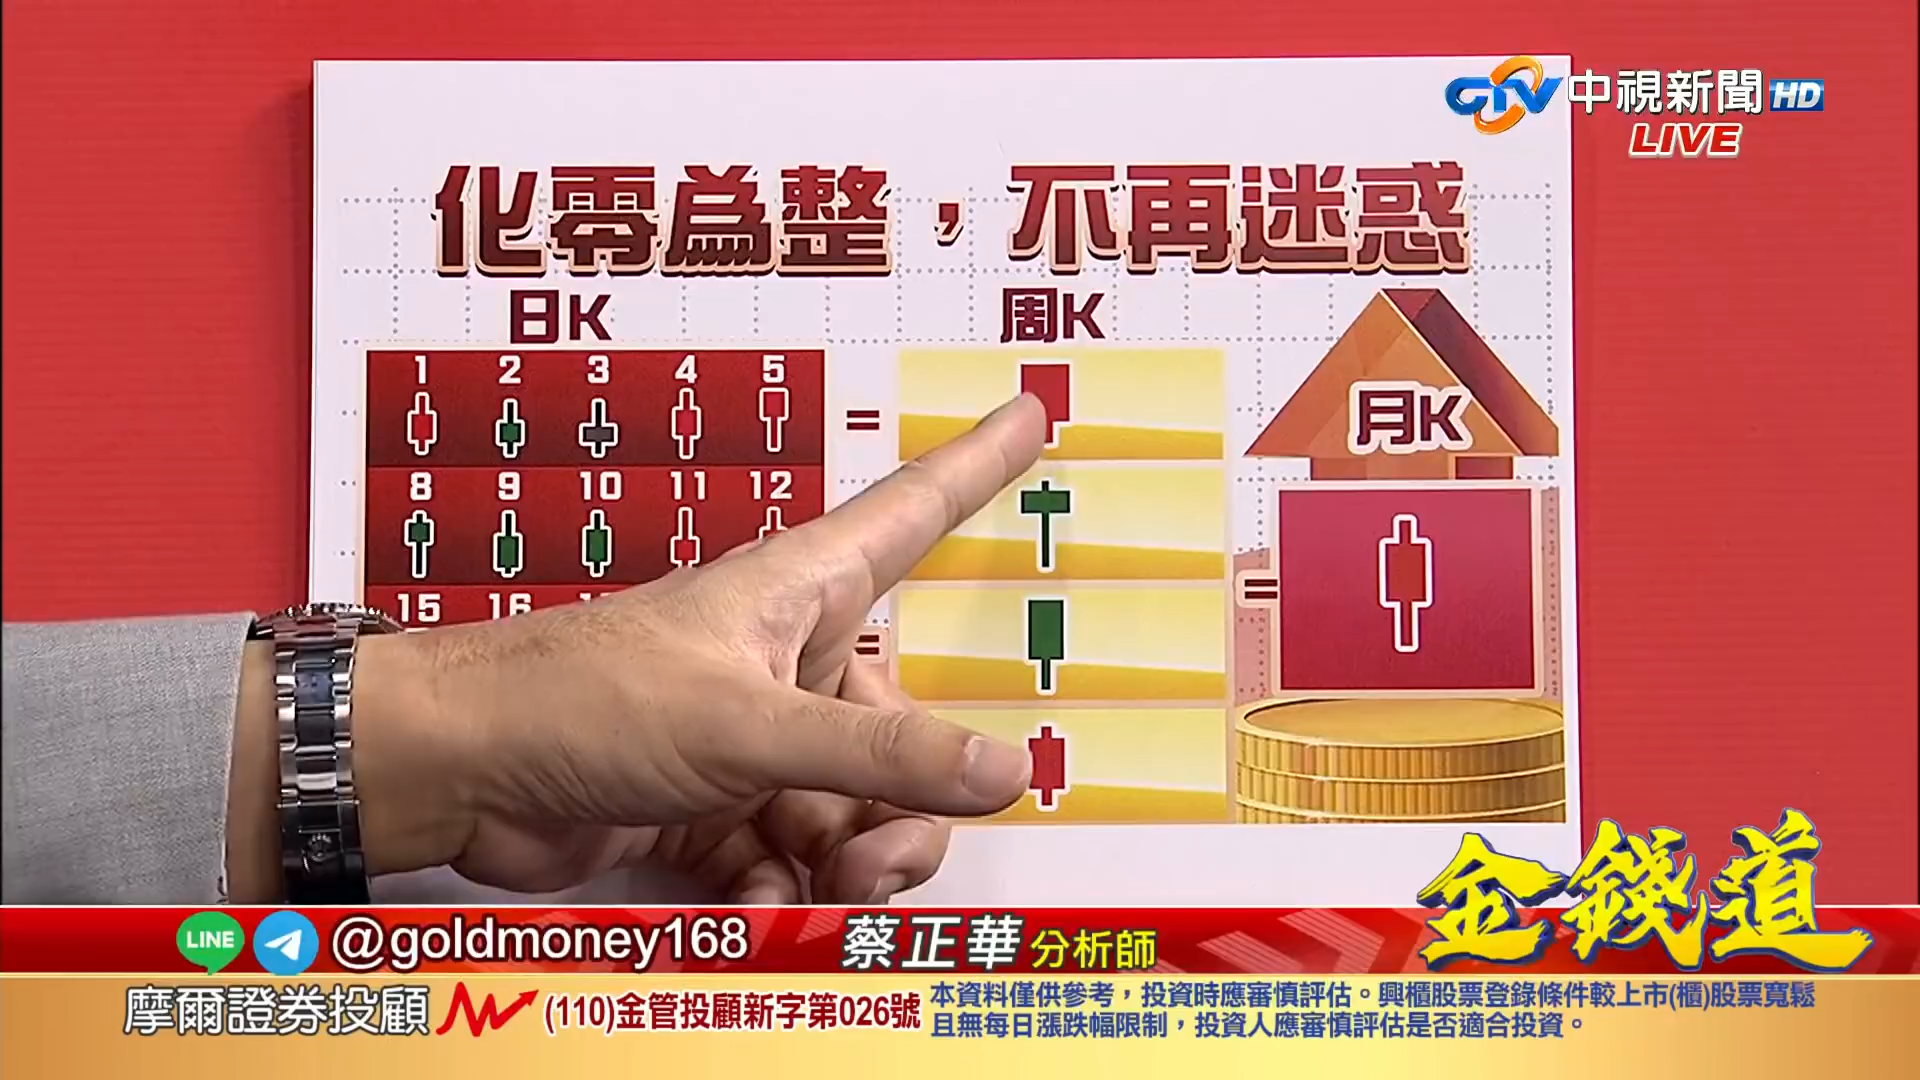 CTV 中視新聞 HD
LIVE
化零為整，不再迷惑
日K
周K
月K
1 2 3 4 5
=
8 9 10 11 12
15 16
=
=
LINE @goldmoney168
蔡正華 分析師
金錢道
摩爾證券投顧
(110)金管投顧新字第026號
本資料僅供參考，投資時應審慎評估。興櫃股票登錄條件較上市(櫃)股票寬鬆
且無每日漲跌幅限制，投資人應審慎評估是否適合投資。